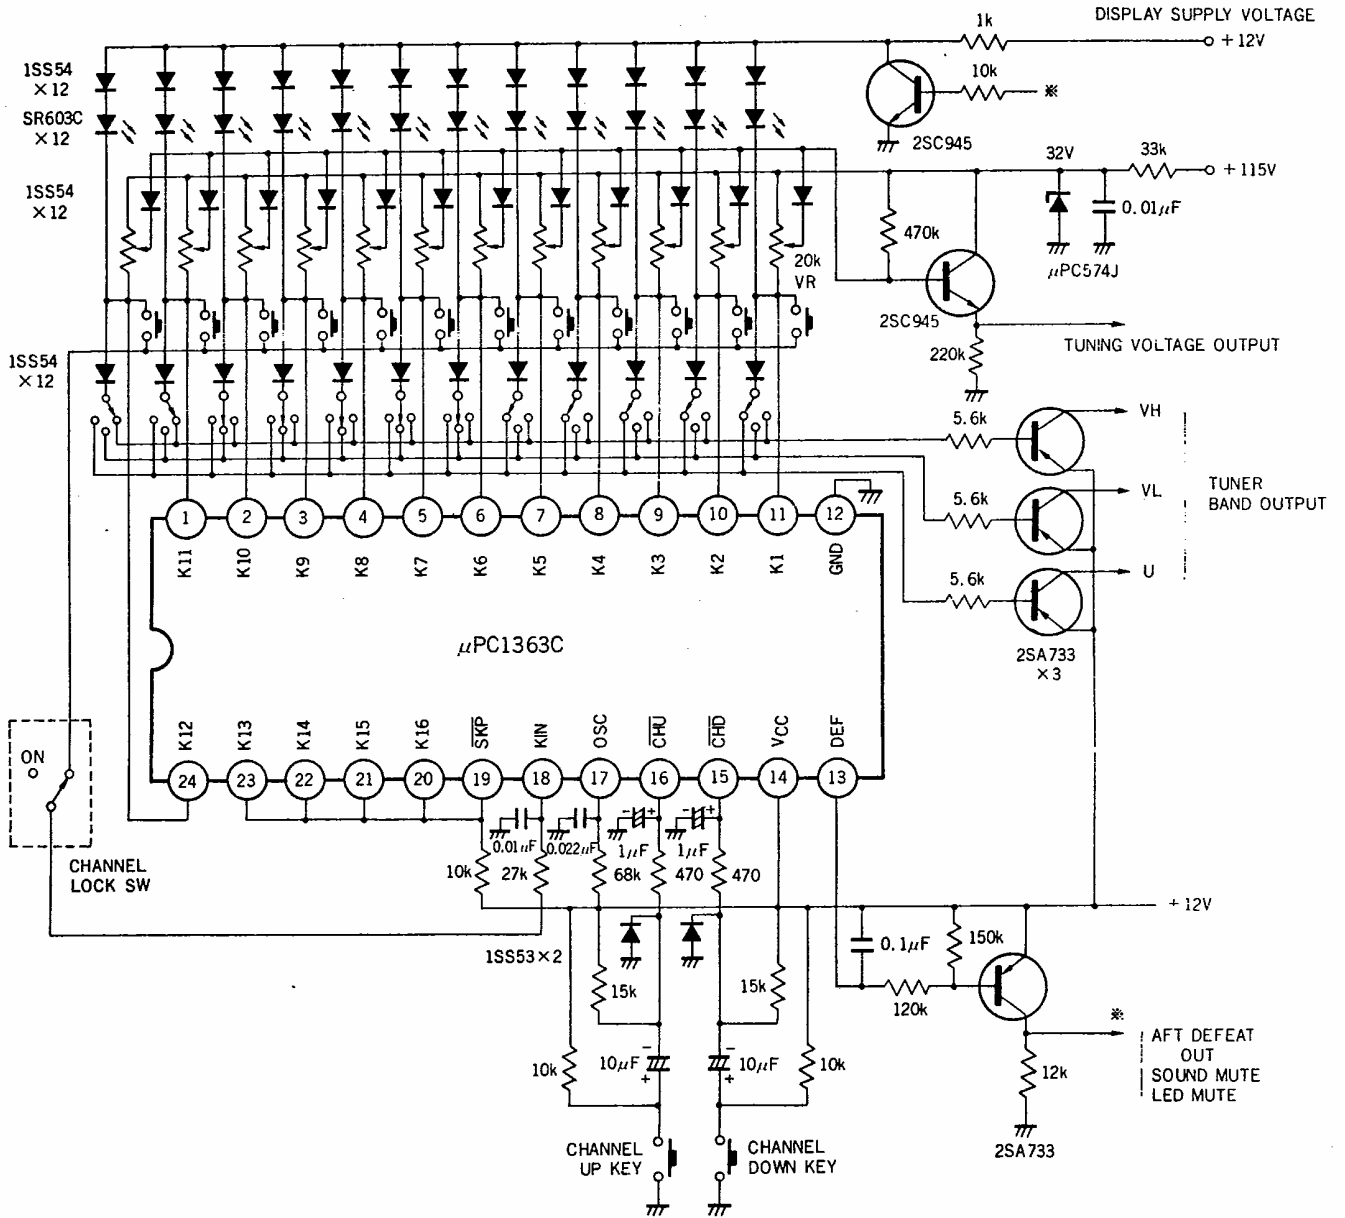 DISPLAY SUPPLY VOLTAGE
1k
+12V
1SS54
×12
10k
※
SR603C
×12
2SC945
32V
33k
+115V
1SS54
×12
0.01μF
470k
20k
VR
μPC574J
2SC945
TUNING VOLTAGE OUTPUT
220k
1SS54
×12
5.6k
VH
5.6k
VL
TUNER
BAND OUTPUT
5.6k
U
2SA733
×3
1 2 3 4 5 6 7 8 9 10 11 12
K11 K10 K9 K8 K7 K6 K5 K4 K3 K2 K1 GND
μPC1363C
K12 K13 K14 K15 K16 SKP KIN OSC CHU CHD VCC DEF
24 23 22 21 20 19 18 17 16 15 14 13
ON
CHANNEL
LOCK SW
- +
- +
0.01μF
0.022μF
1μF
1μF
10k
27k
68k
470
470
+12V
1SS53×2
0.1μF
150k
15k
15k
120k
※
AFT DEFEAT
OUT
SOUND MUTE
LED MUTE
10k
-
10μF
+
-
10μF
+
10k
12k
2SA733
CHANNEL
UP KEY
CHANNEL
DOWN KEY